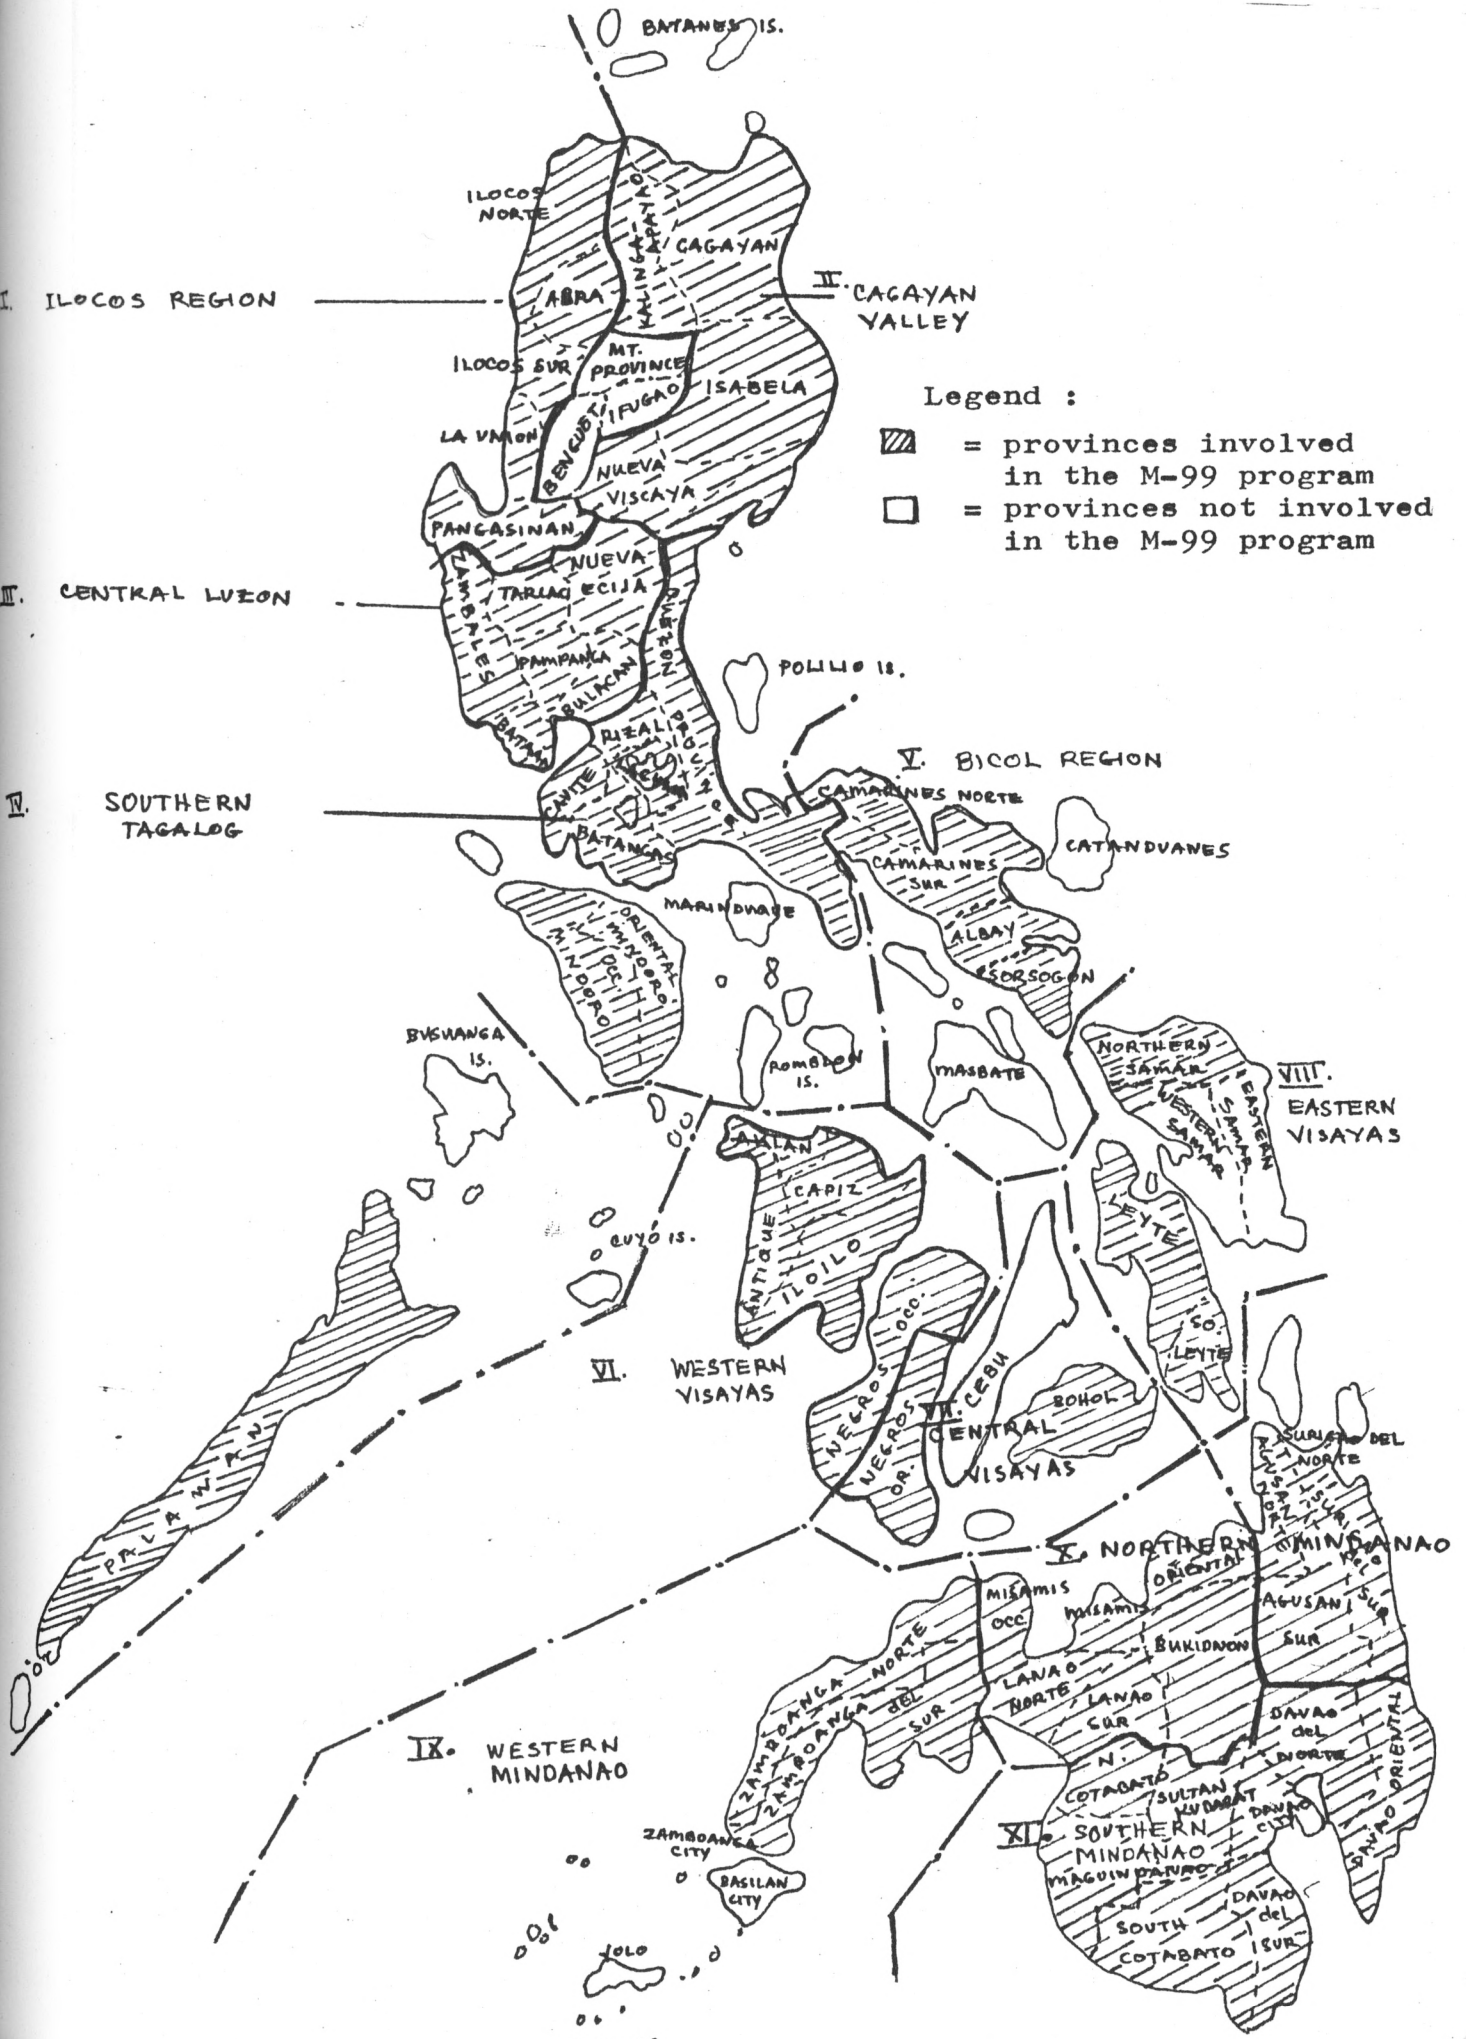 BATANES IS.
ILOCOS
NORTE
KALINGA-
APAYAO
CAGAYAN
I. ILOCOS REGION
ABRA
II. CAGAYAN
VALLEY
ILOCOS SUR
MT.
PROVINCE
IFUGAO
ISABELA
LA UNION
BENGUET
NUEVA
VISCAYA
Legend :
= provinces involved
in the M-99 program
= provinces not involved
in the M-99 program
PANGASINAN
III. CENTRAL LUZON
ZAMBALES
NUEVA
ECIJA
TARLAC
QUEZON
PAMPANGA
BULACAN
BATAAN
POLILLO IS.
RIZAL
IV. SOUTHERN
TAGALOG
CAVITE
BATANGAS
V. BICOL REGION
CAMARINES NORTE
CATANDUANES
CAMARINES
SUR
ALBAY
SORSOGON
MARINDUQUE
ORIENTAL
MINDORO
OCC.
MINDORO
BUSUANGA
IS.
ROMBLON
IS.
MASBATE
NORTHERN
SAMAR
WESTERN
SAMAR
EASTERN
SAMAR
VIII.
EASTERN
VISAYAS
AKLAN
CAPIZ
ANTIQUE
ILOILO
CUYO IS.
LEYTE
SO.
LEYTE
VI. WESTERN
VISAYAS
NEGROS OCC.
NEGROS
OR.
CEBU
BOHOL
VII.
CENTRAL
VISAYAS
PALAWAN
SURIGAO DEL
NORTE
AGUSAN
NORTE
SURI
DEL
SUR
X. NORTHERN MINDANAO
MISAMIS
OCC.
MISAMIS
ORIENTAL
BUKIDNON
AGUSAN
SUR
LANAO
NORTE
LANAO
SUR
ZAMBOANGA NORTE
ZAMBOANGA del
SUR
IX. WESTERN
MINDANAO
DAVAO
del
NORTE
DAVAO ORIENTAL
N.
COTABATO
SULTAN
KUDARAT
DAVAO
CITY
XI. SOUTHERN
MINDANAO
MAGUINDANAO
ZAMBOANGA
CITY
BASILAN
CITY
SOUTH
COTABATO
DAVAO
del
SUR
JOLO